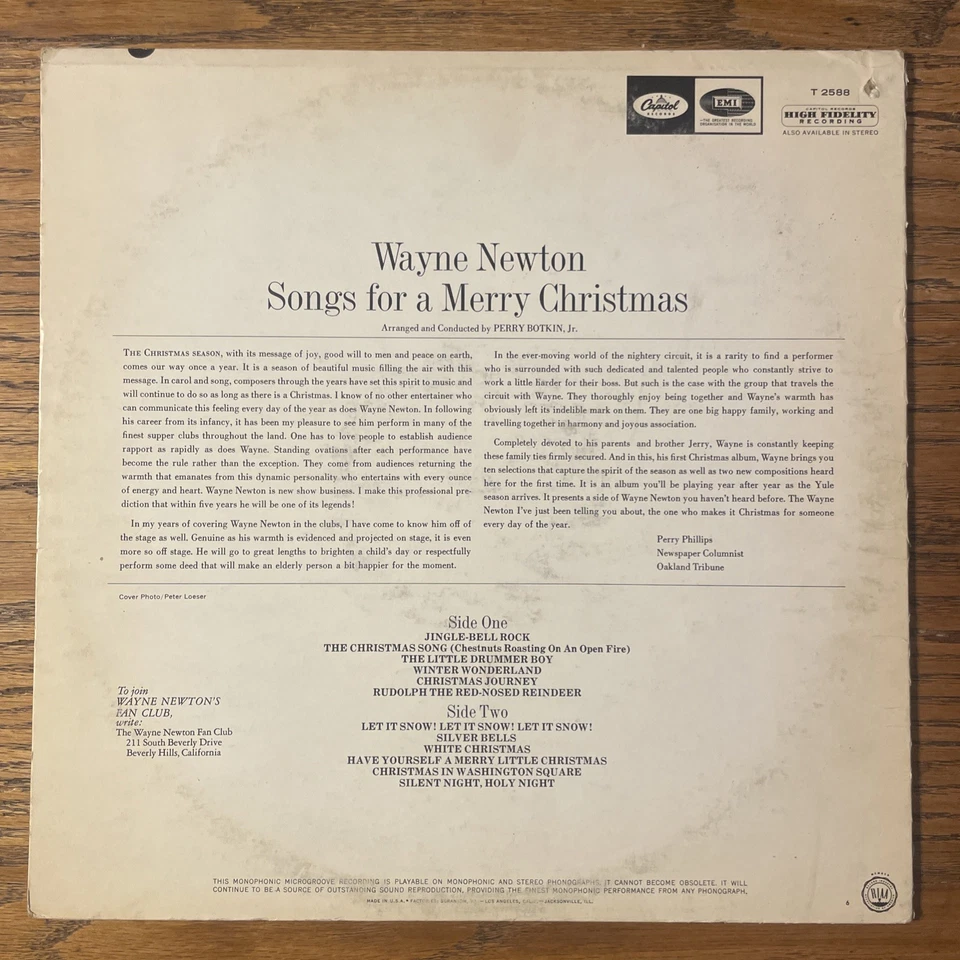 Capitol
RECORDS
EMI
THE GREATEST RECORDING
ORGANISATION IN THE WORLD
T 2588
CAPITOL RECORDS
HIGH FIDELITY
RECORDING
ALSO AVAILABLE IN STEREO
Wayne Newton
Songs for a Merry Christmas
Arranged and Conducted by PERRY BOTKIN, Jr.
THE CHRISTMAS SEASON, with its message of joy, good will to men and peace on earth,
comes our way once a year. It is a season of beautiful music filling the air with this
message. In carol and song, composers through the years have set this spirit to music and
will continue to do so as long as there is a Christmas. I know of no other entertainer who
can communicate this feeling every day of the year as does Wayne Newton. In following
his career from its infancy, it has been my pleasure to see him perform in many of the
finest supper clubs throughout the land. One has to love people to establish audience
rapport as rapidly as does Wayne. Standing ovations after each performance have
become the rule rather than the exception. They come from audiences returning the
warmth that emanates from this dynamic personality who entertains with every ounce
of energy and heart. Wayne Newton is new show business. I make this professional pre-
diction that within five years he will be one of its legends!
In my years of covering Wayne Newton in the clubs, I have come to know him off of
the stage as well. Genuine as his warmth is evidenced and projected on stage, it is even
more so off stage. He will go to great lengths to brighten a child's day or respectfully
perform some deed that will make an elderly person a bit happier for the moment.
In the ever-moving world of the nightery circuit, it is a rarity to find a performer
who is surrounded with such dedicated and talented people who constantly strive to
work a little harder for their boss. But such is the case with the group that travels the
circuit with Wayne. They thoroughly enjoy being together and Wayne's warmth has
obviously left its indelible mark on them. They are one big happy family, working and
travelling together in harmony and joyous association.
Completely devoted to his parents and brother Jerry, Wayne is constantly keeping
these family ties firmly secured. And in this, his first Christmas album, Wayne brings you
ten selections that capture the spirit of the season as well as two new compositions heard
here for the first time. It is an album you'll be playing year after year as the Yule
season arrives. It presents a side of Wayne Newton you haven't heard before. The Wayne
Newton I've just been telling you about, the one who makes it Christmas for someone
every day of the year.
Perry Phillips
Newspaper Columnist
Oakland Tribune
Cover Photo/Peter Loeser
Side One
JINGLE-BELL ROCK
THE CHRISTMAS SONG (Chestnuts Roasting On An Open Fire)
THE LITTLE DRUMMER BOY
WINTER WONDERLAND
CHRISTMAS JOURNEY
RUDOLPH THE RED-NOSED REINDEER
Side Two
LET IT SNOW! LET IT SNOW! LET IT SNOW!
SILVER BELLS
WHITE CHRISTMAS
HAVE YOURSELF A MERRY LITTLE CHRISTMAS
CHRISTMAS IN WASHINGTON SQUARE
SILENT NIGHT, HOLY NIGHT
To join
WAYNE NEWTON'S
FAN CLUB,
write:
The Wayne Newton Fan Club
211 South Beverly Drive
Beverly Hills, California
THIS MONOPHONIC MICROGROOVE RECORDING IS PLAYABLE ON MONOPHONIC AND STEREO PHONOGRAPHS. IT CANNOT BECOME OBSOLETE. IT WILL
CONTINUE TO BE A SOURCE OF OUTSTANDING SOUND REPRODUCTION, PROVIDING THE FINEST MONOPHONIC PERFORMANCE FROM ANY PHONOGRAPH.
MADE IN U.S.A. • FACTORIES: SCRANTON, PA.—LOS ANGELES, CALIF.—JACKSONVILLE, ILL.
6
RIAA